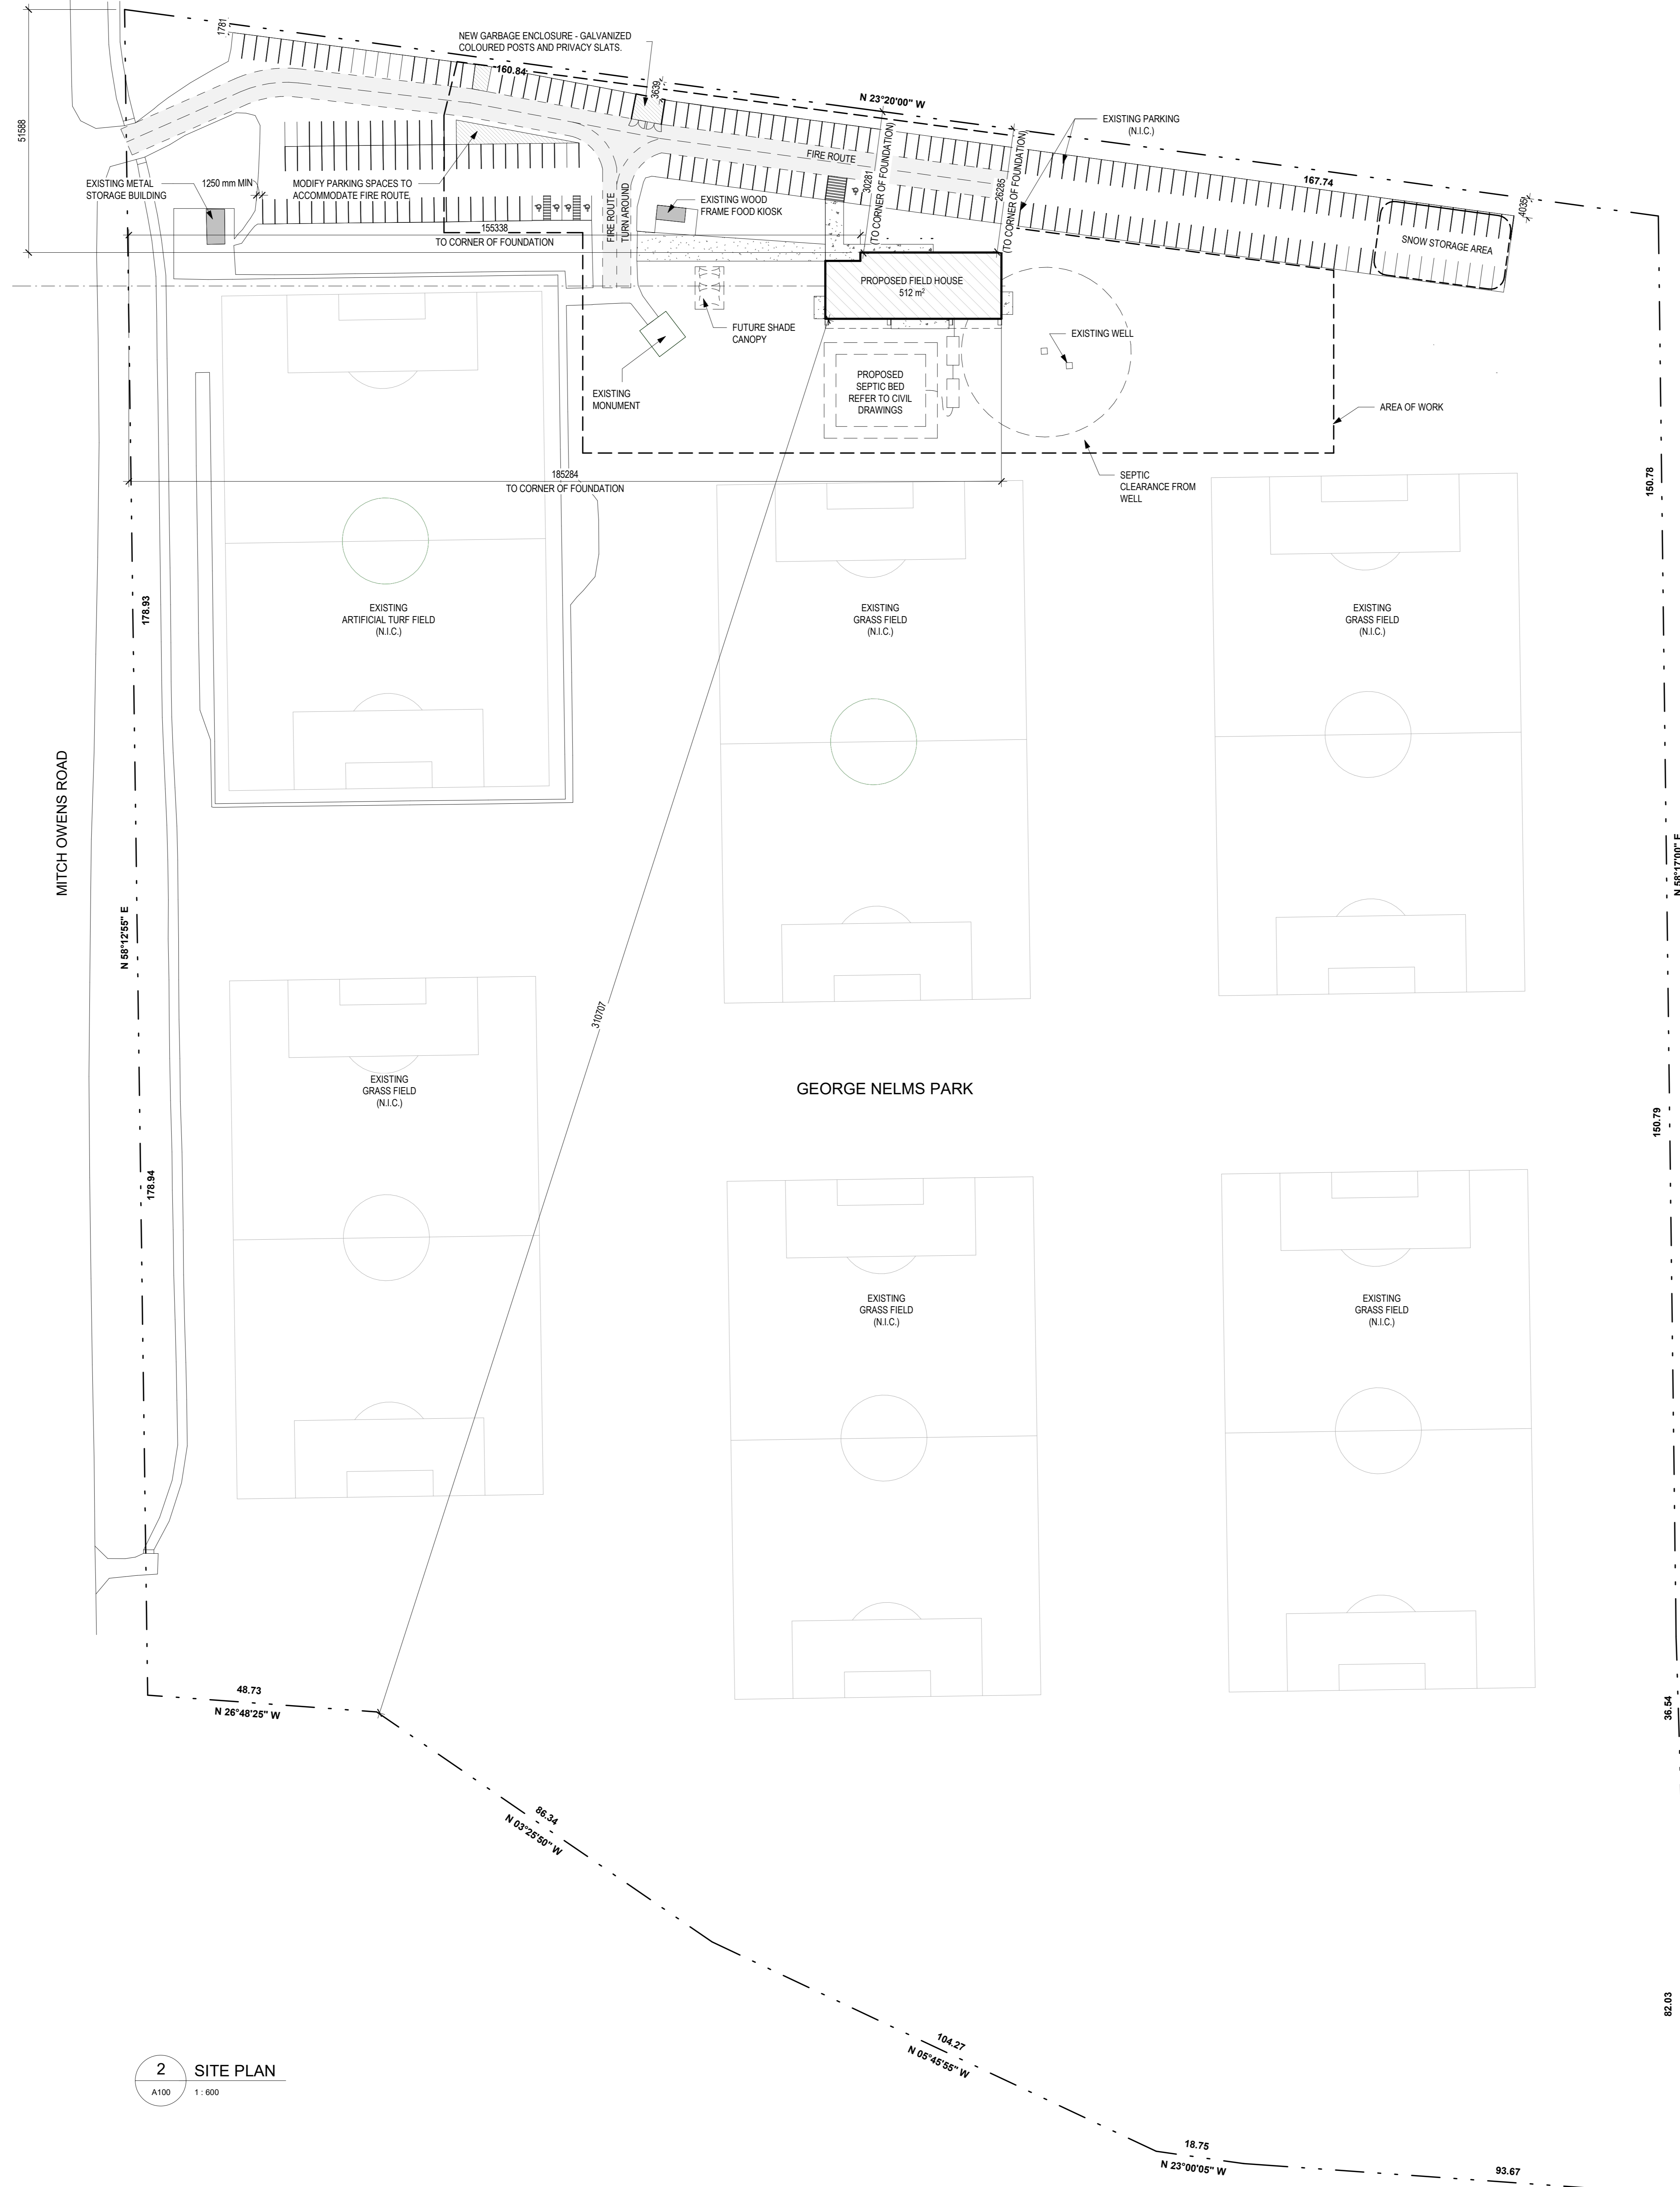 1781
NEW GARBAGE ENCLOSURE - GALVANIZED
COLOURED POSTS AND PRIVACY SLATS.
160.84
3639
N 23°20'00" W
51588
EXISTING PARKING
(N.I.C.)
FIRE ROUTE
30281
(TO CORNER OF FOUNDATION)
26285
(TO CORNER OF FOUNDATION)
167.74
4035
EXISTING METAL
STORAGE BUILDING
1250 mm MIN
MODIFY PARKING SPACES TO
ACCOMMODATE FIRE ROUTE
FIRE ROUTE
TURN AROUND
EXISTING WOOD
FRAME FOOD KIOSK
155338
TO CORNER OF FOUNDATION
SNOW STORAGE AREA
PROPOSED FIELD HOUSE
512 m²
FUTURE SHADE
CANOPY
EXISTING WELL
EXISTING
MONUMENT
PROPOSED
SEPTIC BED
REFER TO CIVIL
DRAWINGS
AREA OF WORK
185284
TO CORNER OF FOUNDATION
SEPTIC
CLEARANCE FROM
WELL
150.78
178.93
EXISTING
ARTIFICIAL TURF FIELD
(N.I.C.)
EXISTING
GRASS FIELD
(N.I.C.)
EXISTING
GRASS FIELD
(N.I.C.)
MITCH OWENS ROAD
N 58°12'55" E
N 58°17'00" E
310707
EXISTING
GRASS FIELD
(N.I.C.)
GEORGE NELMS PARK
150.79
178.94
EXISTING
GRASS FIELD
(N.I.C.)
EXISTING
GRASS FIELD
(N.I.C.)
48.73
N 26°48'25" W
36.54
86.34
N 03°25'50" W
82.03
104.27
N 05°45'55" W
2
SITE PLAN
A100
1 : 600
18.75
N 23°00'05" W
93.67